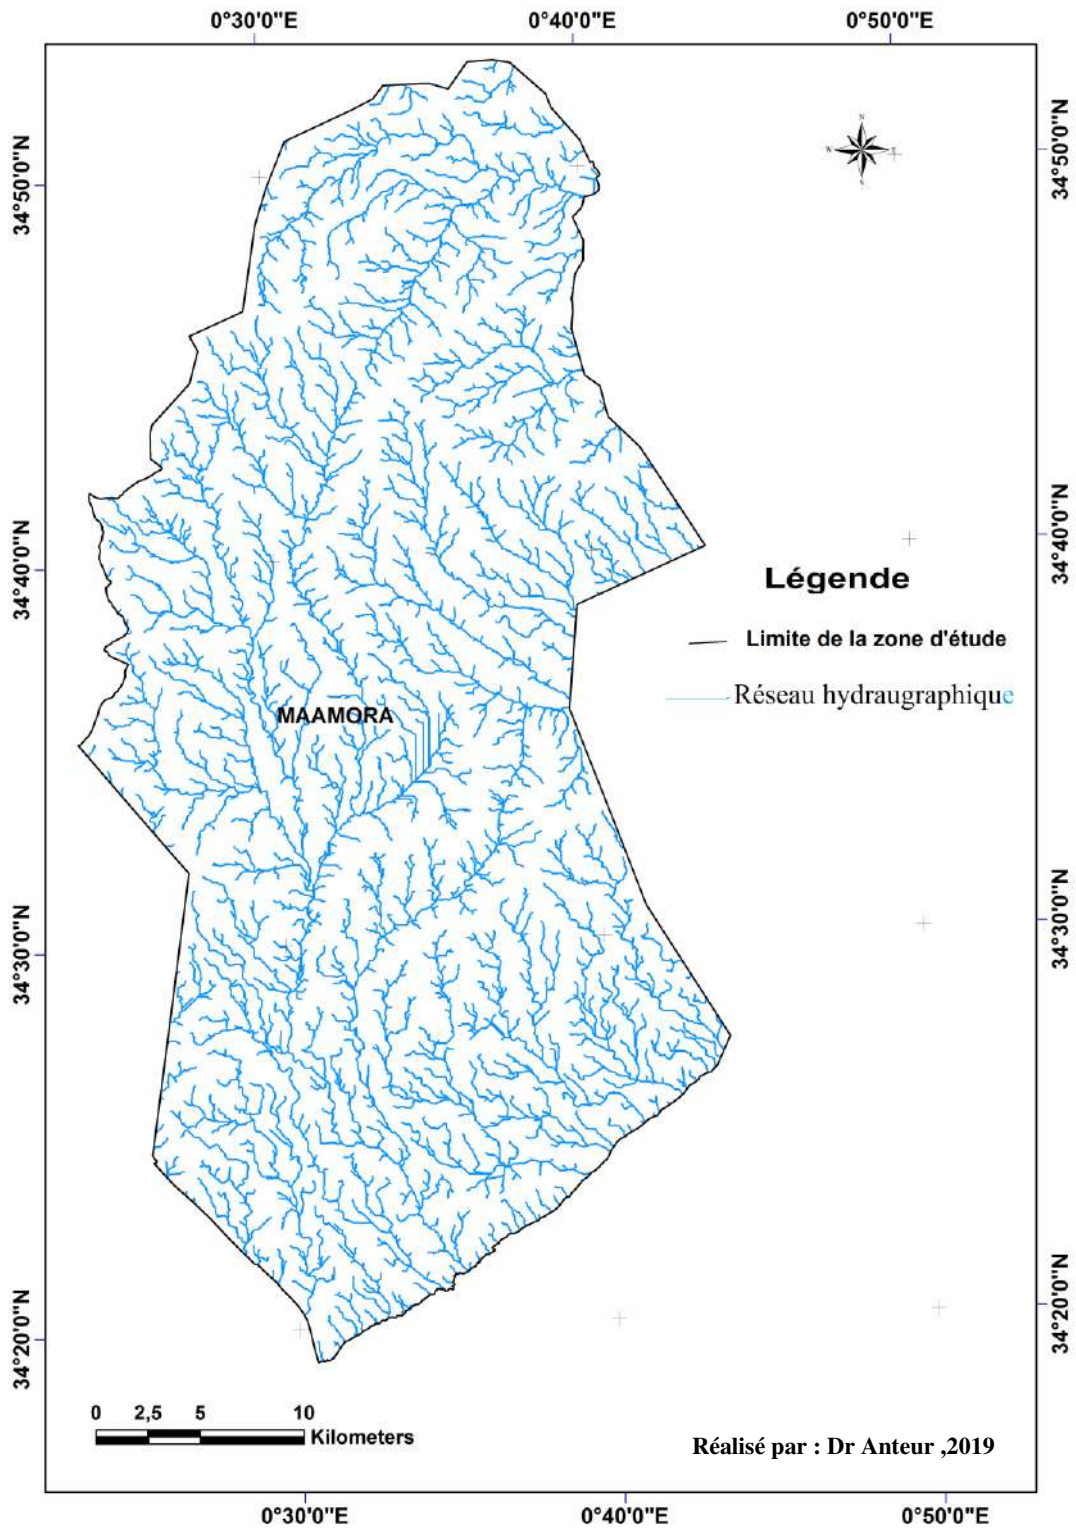 0°30'0"E 0°40'0"E 0°50'0"E
N
W E
S
34°50'0"N 34°50'0"N
34°40'0"N 34°40'0"N
Légende
Limite de la zone d'étude
Réseau hydraugraphique
MAAMORA
34°30'0"N 34°30'0"N
34°20'0"N 34°20'0"N
0 2,5 5 10
Kilometers
Réalisé par : Dr Anteur ,2019
0°30'0"E 0°40'0"E 0°50'0"E